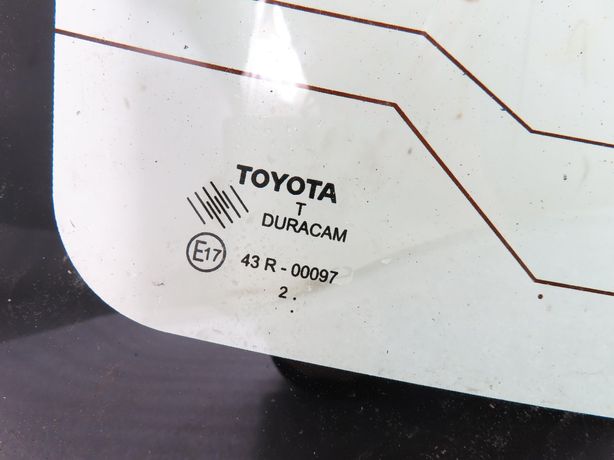 TOYOTA
T
DURACAM
E17 43 R - 00097
2 .